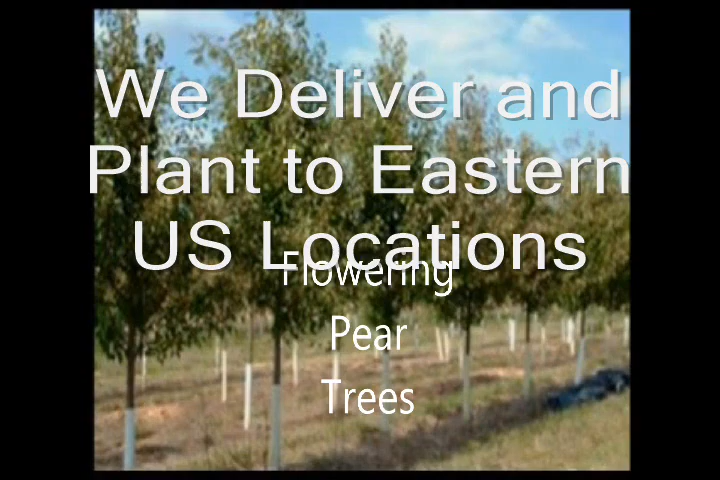 We Deliver and
Plant to Eastern
US Locations
Flowering
Pear
Trees